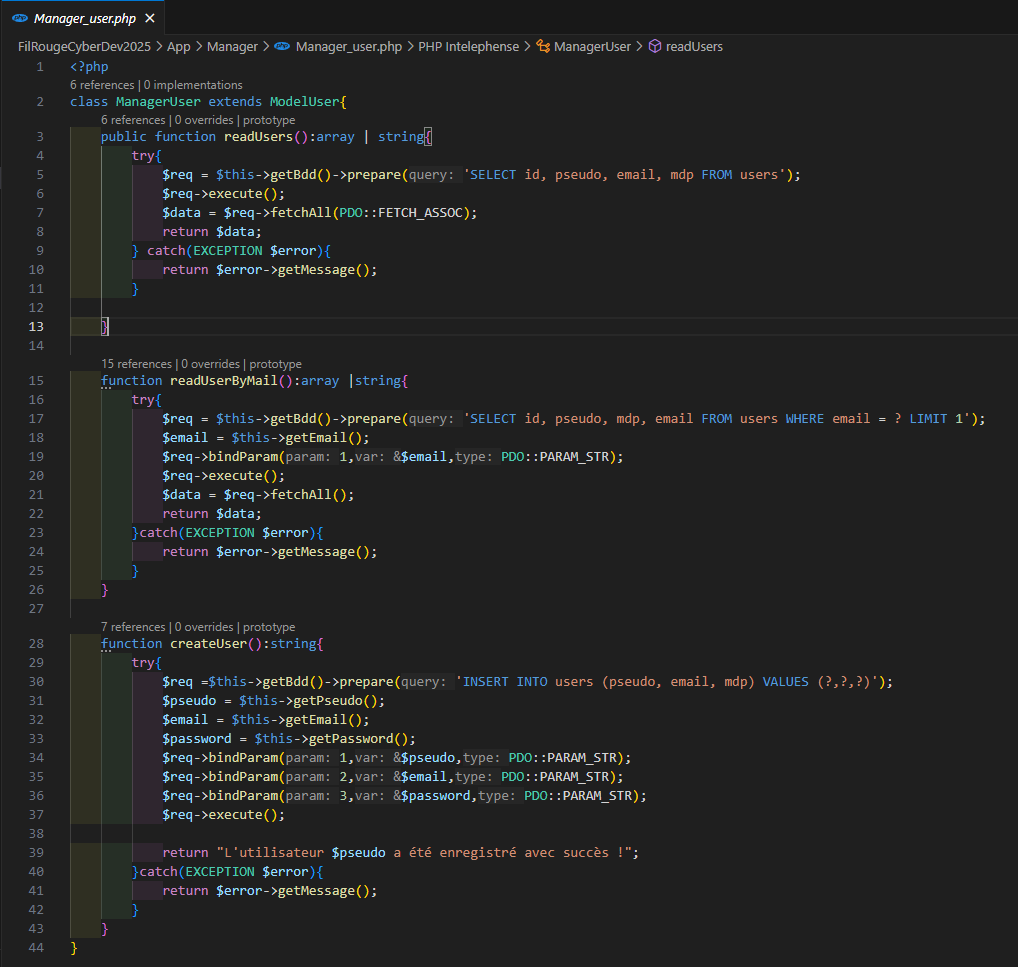 Manager_user.php
FilRougeCyberDev2025 > App > Manager > Manager_user.php > PHP Intelephense > ManagerUser > readUsers
1 <?php
6 references | 0 implementations
2 class ManagerUser extends ModelUser{
6 references | 0 overrides | prototype
3 public function readUsers():array | string{
4 try{
5 $req = $this->getBdd()->prepare(query: 'SELECT id, pseudo, email, mdp FROM users');
6 $req->execute();
7 $data = $req->fetchAll(PDO::FETCH_ASSOC);
8 return $data;
9 } catch(EXCEPTION $error){
10 return $error->getMessage();
11 }
12
13 }
14
15 references | 0 overrides | prototype
15 function readUserByMail():array |string{
16 try{
17 $req = $this->getBdd()->prepare(query: 'SELECT id, pseudo, mdp, email FROM users WHERE email = ? LIMIT 1');
18 $email = $this->getEmail();
19 $req->bindParam(param: 1,var: &$email,type: PDO::PARAM_STR);
20 $req->execute();
21 $data = $req->fetchAll();
22 return $data;
23 }catch(EXCEPTION $error){
24 return $error->getMessage();
25 }
26 }
27
7 references | 0 overrides | prototype
28 function createUser():string{
29 try{
30 $req =$this->getBdd()->prepare(query: 'INSERT INTO users (pseudo, email, mdp) VALUES (?,?,?)');
31 $pseudo = $this->getPseudo();
32 $email = $this->getEmail();
33 $password = $this->getPassword();
34 $req->bindParam(param: 1,var: &$pseudo,type: PDO::PARAM_STR);
35 $req->bindParam(param: 2,var: &$email,type: PDO::PARAM_STR);
36 $req->bindParam(param: 3,var: &$password,type: PDO::PARAM_STR);
37 $req->execute();
38
39 return "L'utilisateur $pseudo a été enregistré avec succès !";
40 }catch(EXCEPTION $error){
41 return $error->getMessage();
42 }
43 }
44 }